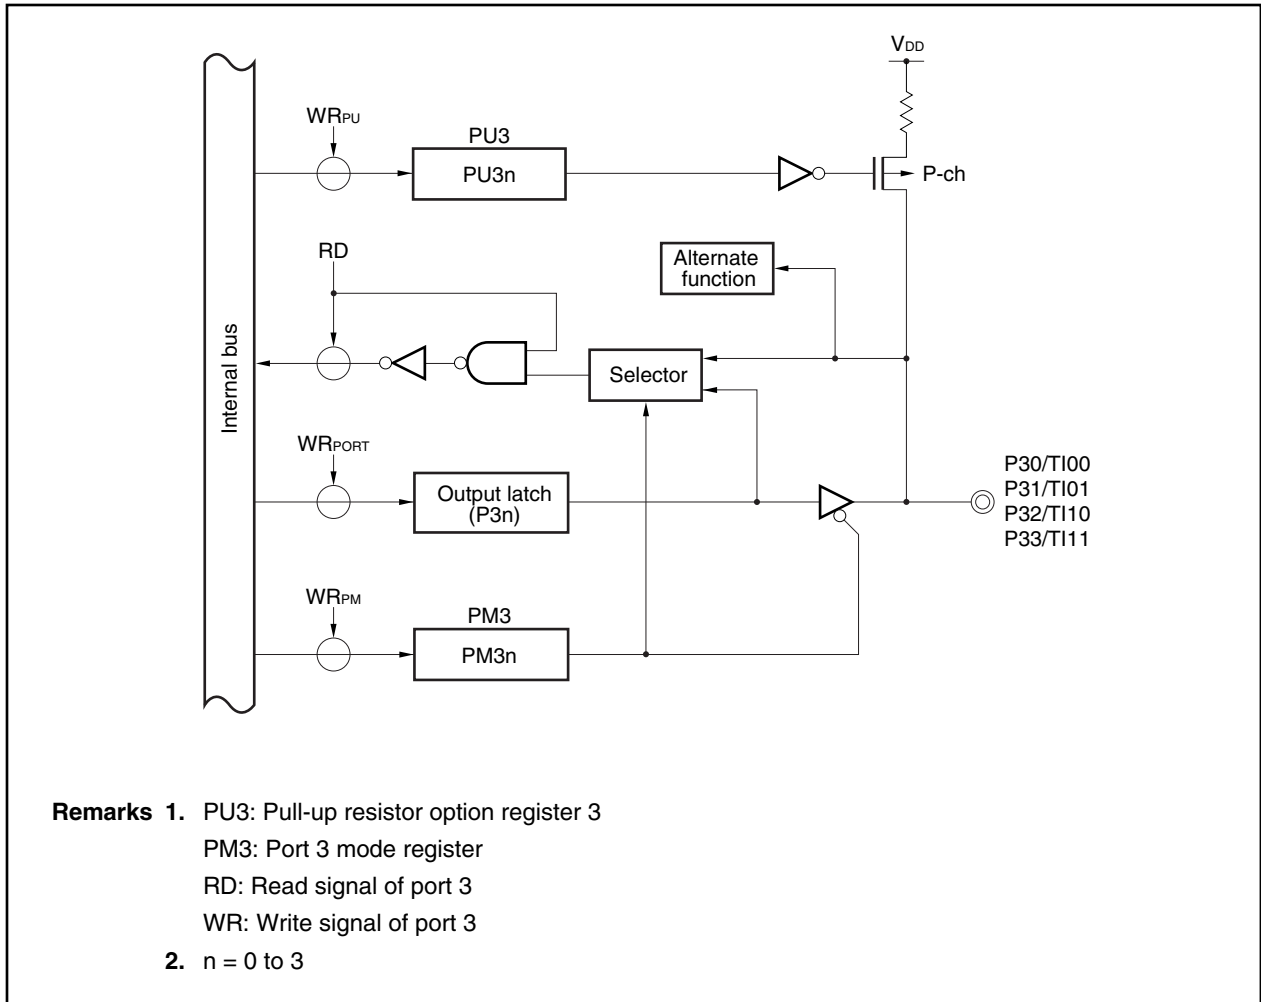 VDD
WRPU
PU3
PU3n
P-ch
RD
Alternate
function
Internal bus
Selector
WRPORT
Output latch
(P3n)
P30/TI00
P31/TI01
P32/TI10
P33/TI11
WRPM
PM3
PM3n
Remarks 1. PU3: Pull-up resistor option register 3
PM3: Port 3 mode register
RD: Read signal of port 3
WR: Write signal of port 3
2. n = 0 to 3